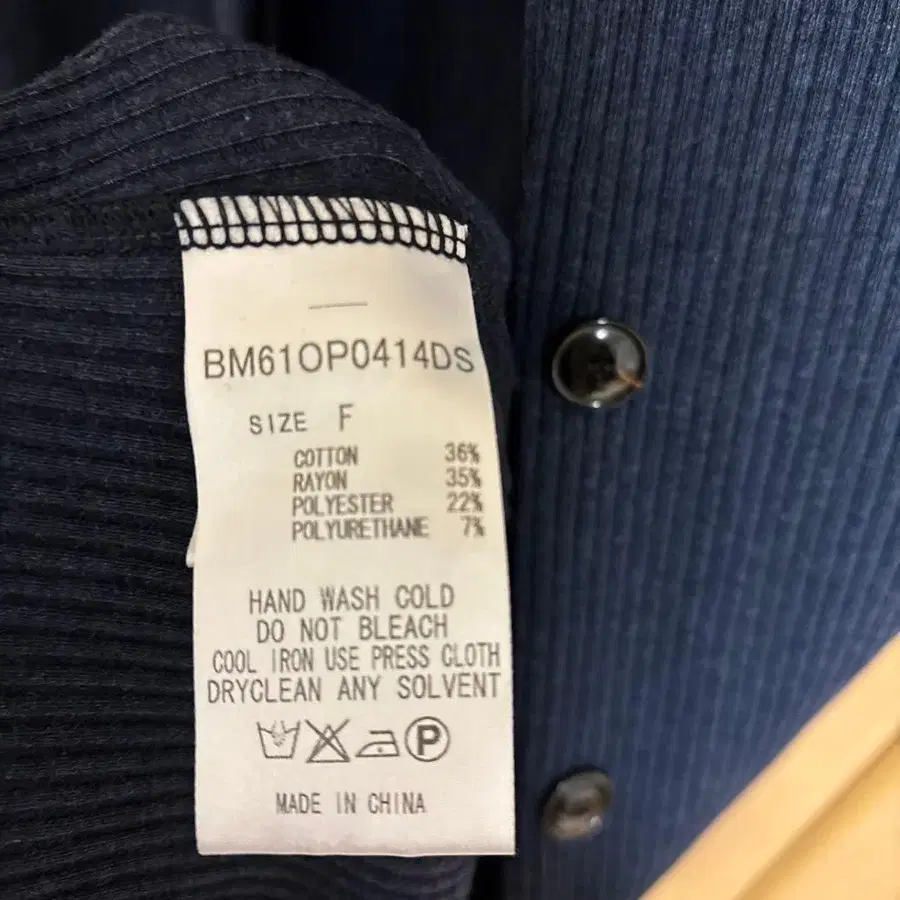 BM61OP0414DS
SIZE F
COTTON 36%
RAYON 35%
POLYESTER 22%
POLYURETHANE 7%
HAND WASH COLD
DO NOT BLEACH
COOL IRON USE PRESS CLOTH
DRYCLEAN ANY SOLVENT
P
MADE IN CHINA